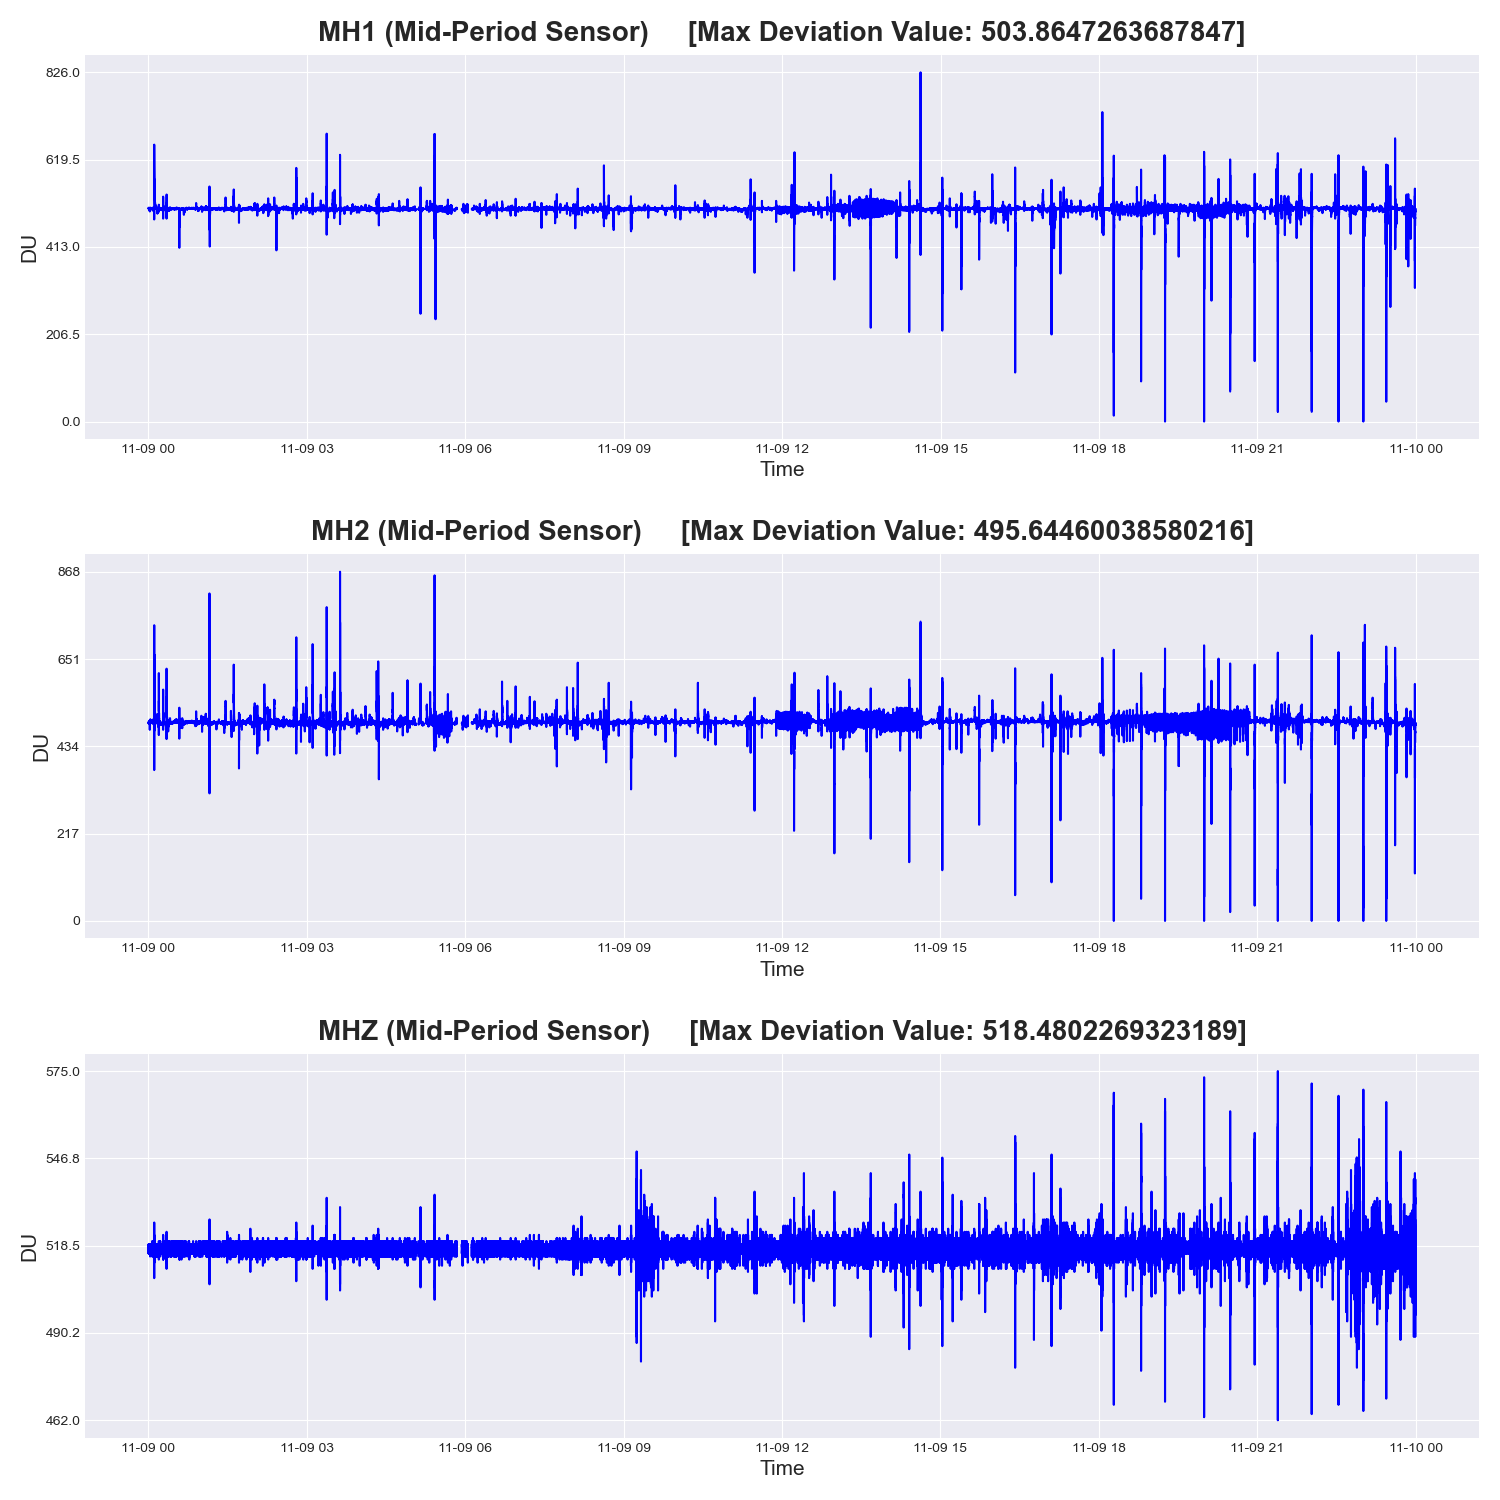 MH1 (Mid-Period Sensor) [Max Deviation Value: 503.8647263687847]
826.0
619.5
413.0
206.5
0.0
DU
11-09 00 11-09 03 11-09 06 11-09 09 11-09 12 11-09 15 11-09 18 11-09 21 11-10 00
Time
MH2 (Mid-Period Sensor) [Max Deviation Value: 495.64460038580216]
868
651
434
217
0
DU
11-09 00 11-09 03 11-09 06 11-09 09 11-09 12 11-09 15 11-09 18 11-09 21 11-10 00
Time
MHZ (Mid-Period Sensor) [Max Deviation Value: 518.4802269323189]
575.0
546.8
518.5
490.2
462.0
DU
11-09 00 11-09 03 11-09 06 11-09 09 11-09 12 11-09 15 11-09 18 11-09 21 11-10 00
Time